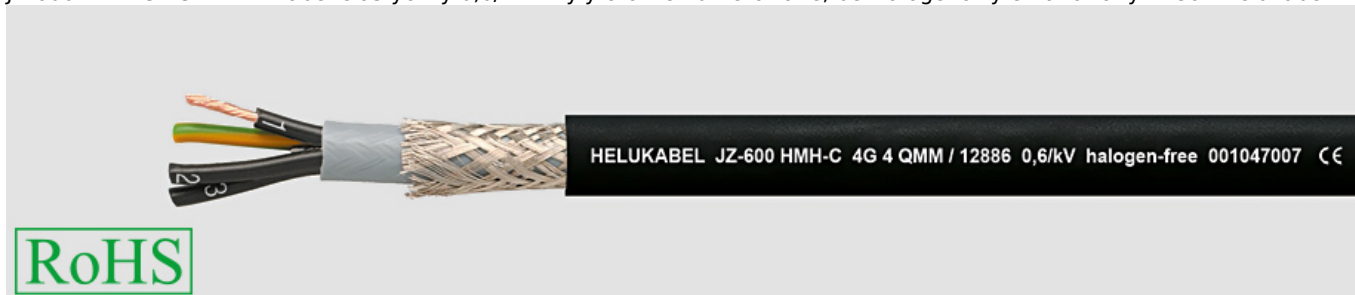 1
2
3
HELUKABEL JZ-600 HMH-C 4G 4 QMM / 12886 0,6/kV halogen-free 001047007 CE
RoHS